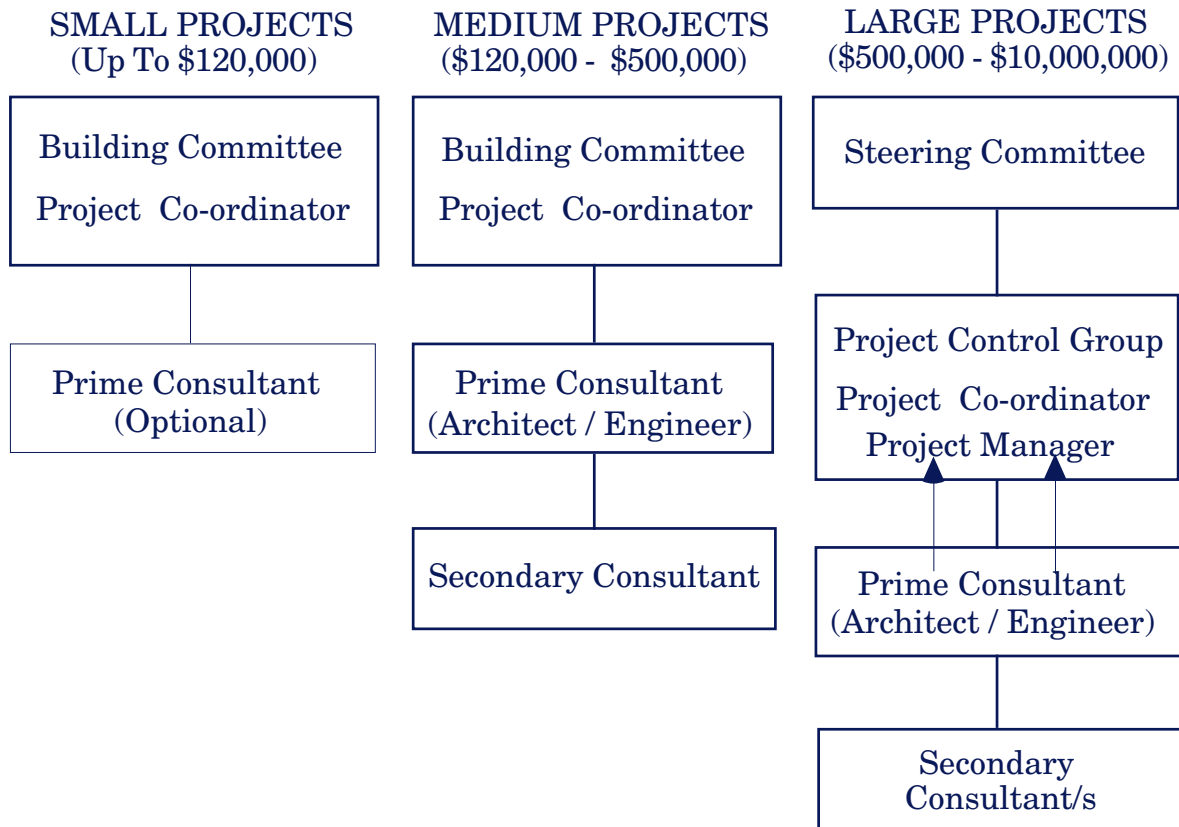 SMALL PROJECTS
(Up To $120,000)
Building Committee
Project Co-ordinator
Prime Consultant
(Optional)
MEDIUM PROJECTS
($120,000 - $500,000)
Building Committee
Project Co-ordinator
Prime Consultant
(Architect / Engineer)
Secondary Consultant
LARGE PROJECTS
($500,000 - $10,000,000)
Steering Committee
Project Control Group
Project Co-ordinator
Project Manager
Prime Consultant
(Architect / Engineer)
Secondary
Consultant/s